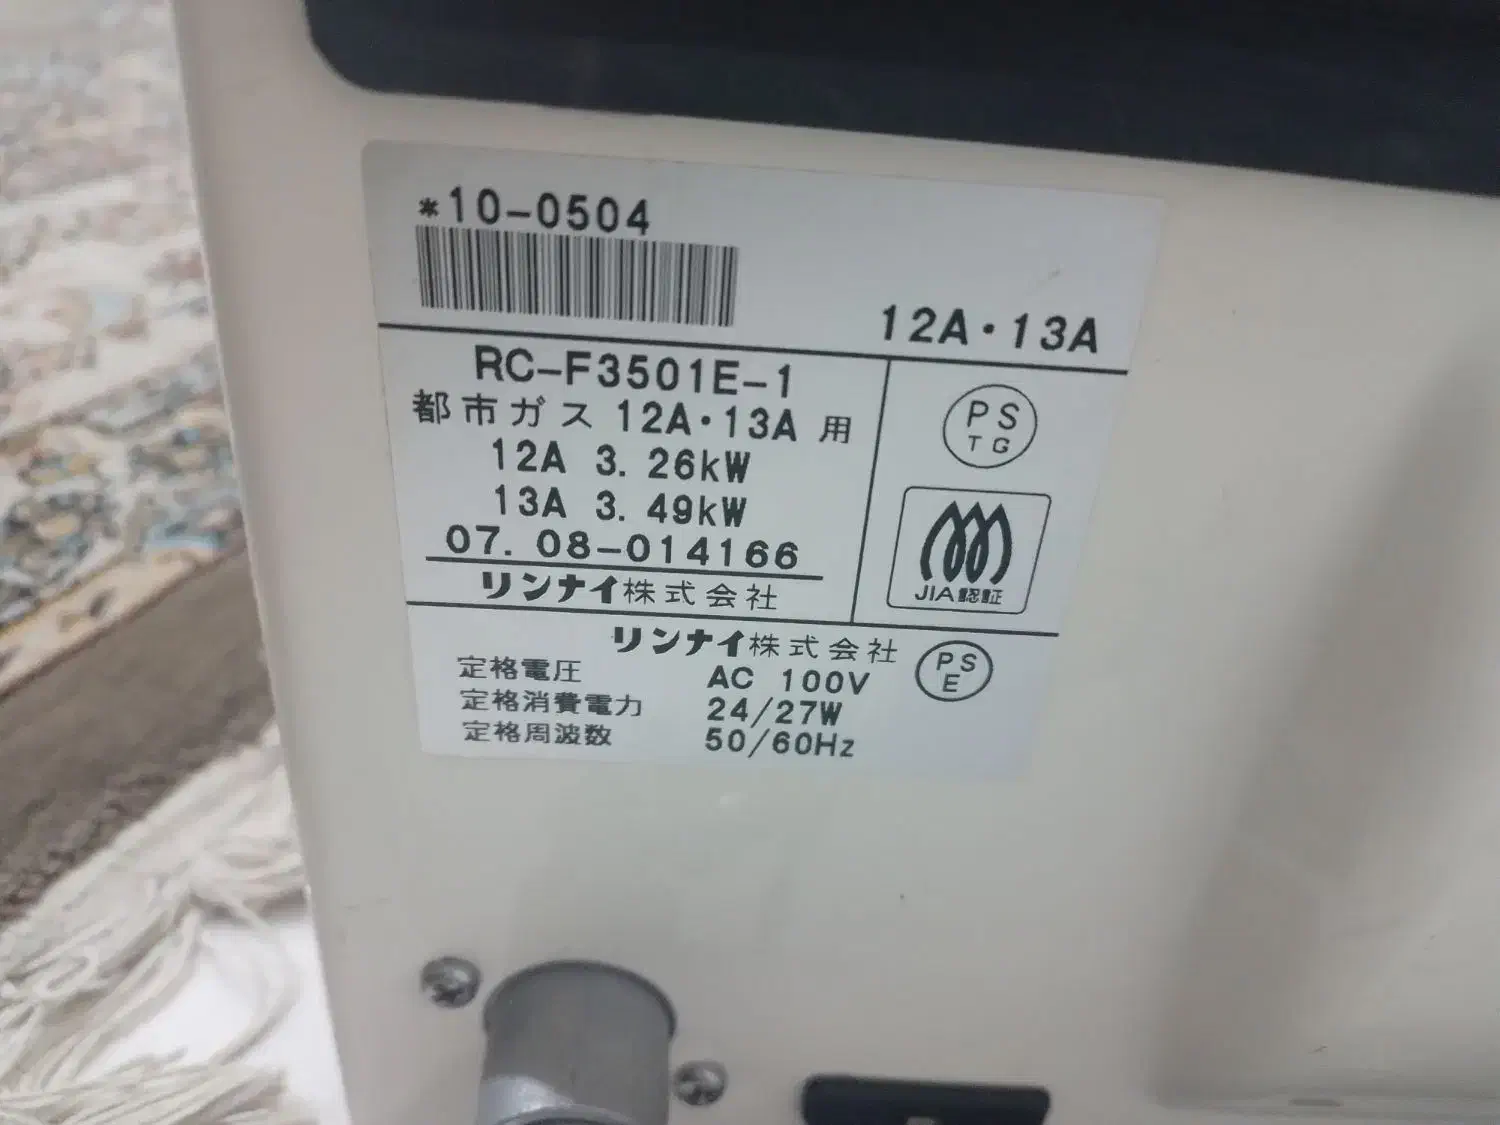 *10-0504
12A・13A
RC-F3501E-1
都市ガス 12A・13A 用
12A 3.26kW
13A 3.49kW
07.08-014166
リンナイ株式会社
PS
TG
JIA認証
リンナイ株式会社
定格電圧 AC 100V
定格消費電力 24/27W
定格周波数 50/60Hz
PS
E